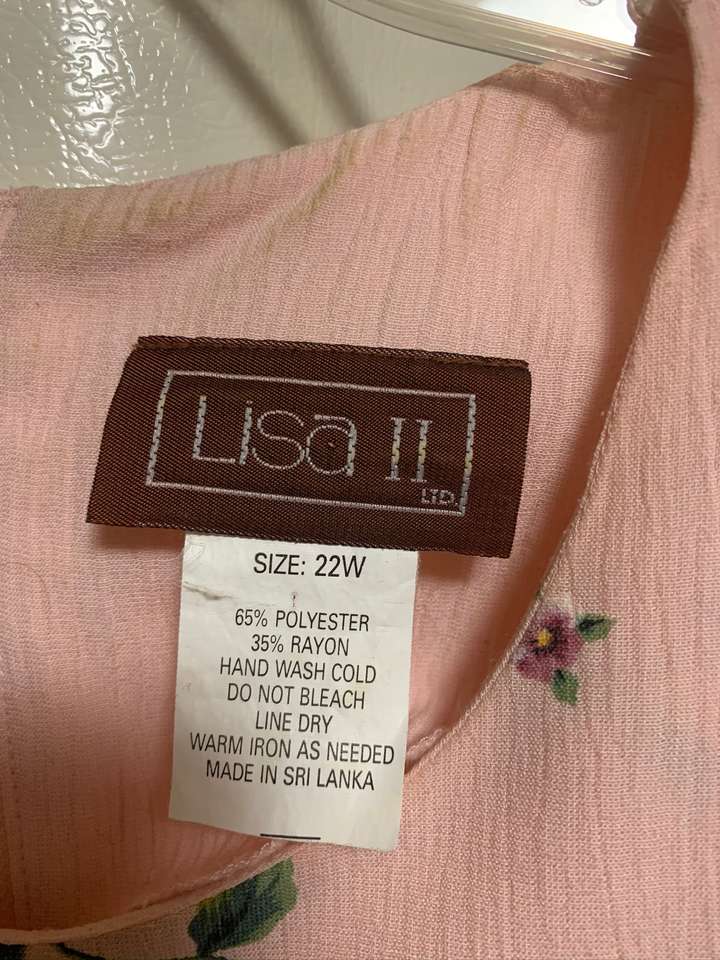 Lisa II
LTD.
SIZE: 22W
65% POLYESTER
35% RAYON
HAND WASH COLD
DO NOT BLEACH
LINE DRY
WARM IRON AS NEEDED
MADE IN SRI LANKA